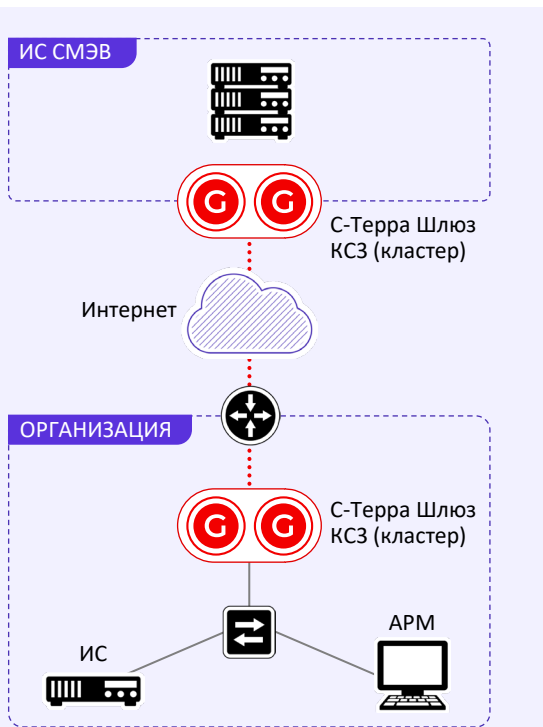 ИС СМЭВ
G G
С-Терра Шлюз
КС3 (кластер)
Интернет
ОРГАНИЗАЦИЯ
G G
С-Терра Шлюз
КС3 (кластер)
АРМ
ИС